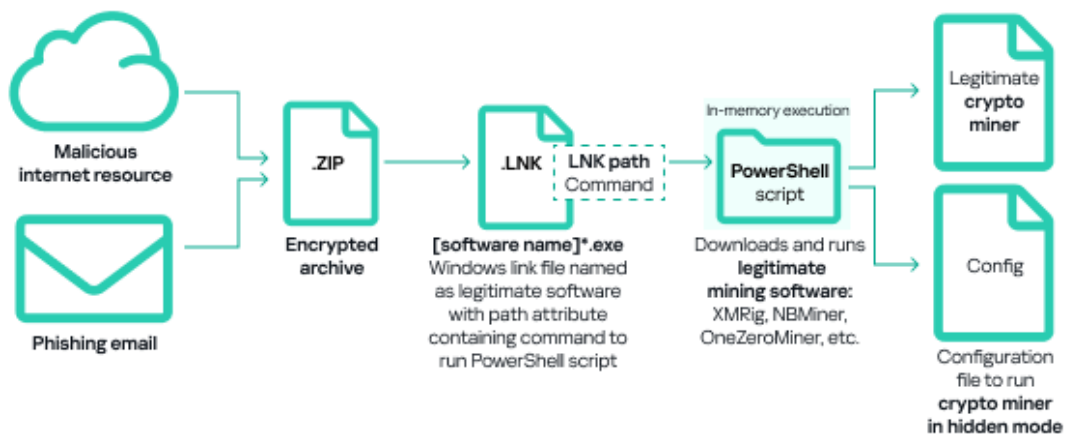 Malicious
internet resource
Phishing email
.ZIP
Encrypted
archive
.LNK
LNK path
Command
[software name]*.exe
Windows link file named
as legitimate software
with path attribute
containing command to
run PowerShell script
In-memory execution
PowerShell
script
Downloads and runs
legitimate
mining software:
XMRig, NBMiner,
OneZeroMiner, etc.
Legitimate
crypto
miner
Config
Configuration
file to run
crypto miner
in hidden mode